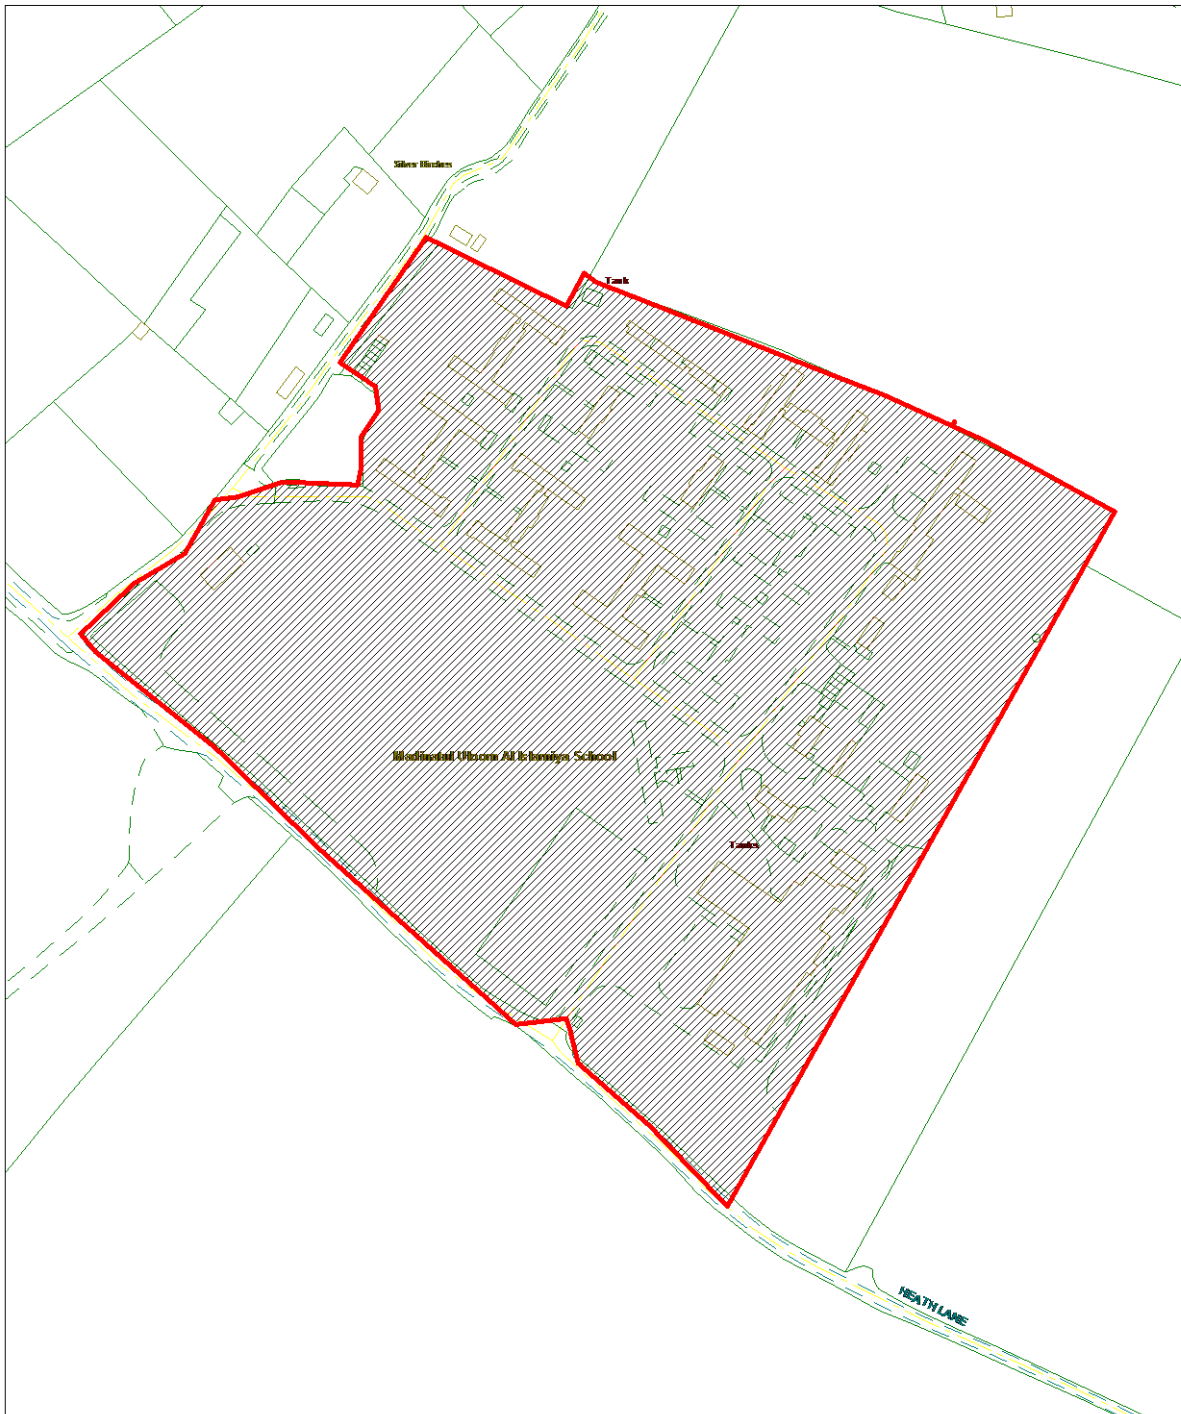 Silver Birches
Tank
Madinatul Uloom Al Islamiya School
Tanks
HEATH LANE